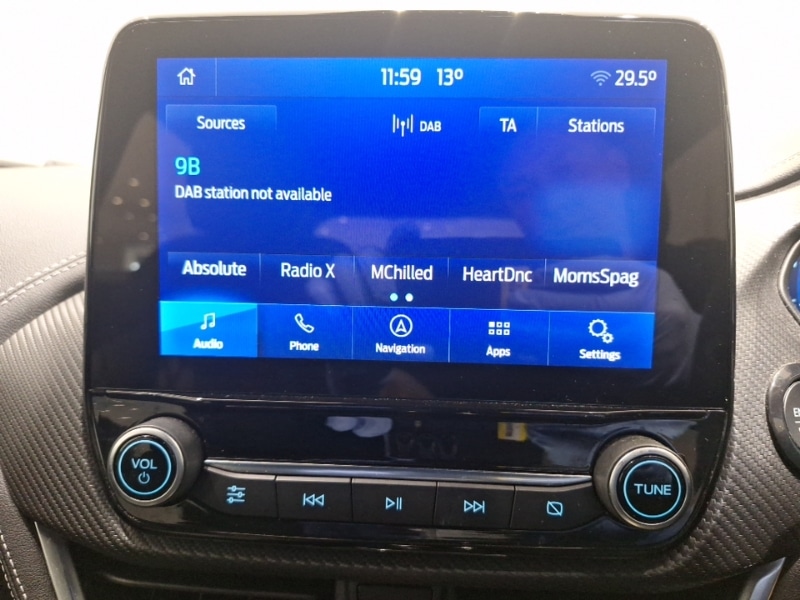 11:59 13° 29.5°
Sources DAB TA Stations
9B
DAB station not available
Absolute Radio X MChilled HeartDnc MomsSpag
Audio Phone Navigation Apps Settings
VOL TUNE